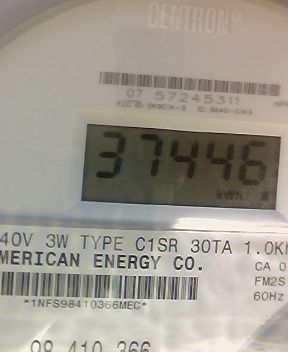 CENTRON
07 57245311
37446
kWh
40V 3W TYPE C1SR 30TA 1.0K
MERICAN ENERGY CO.
CA 0
FM2S
60Hz
*1NFS98410366MEC*
98 410 366